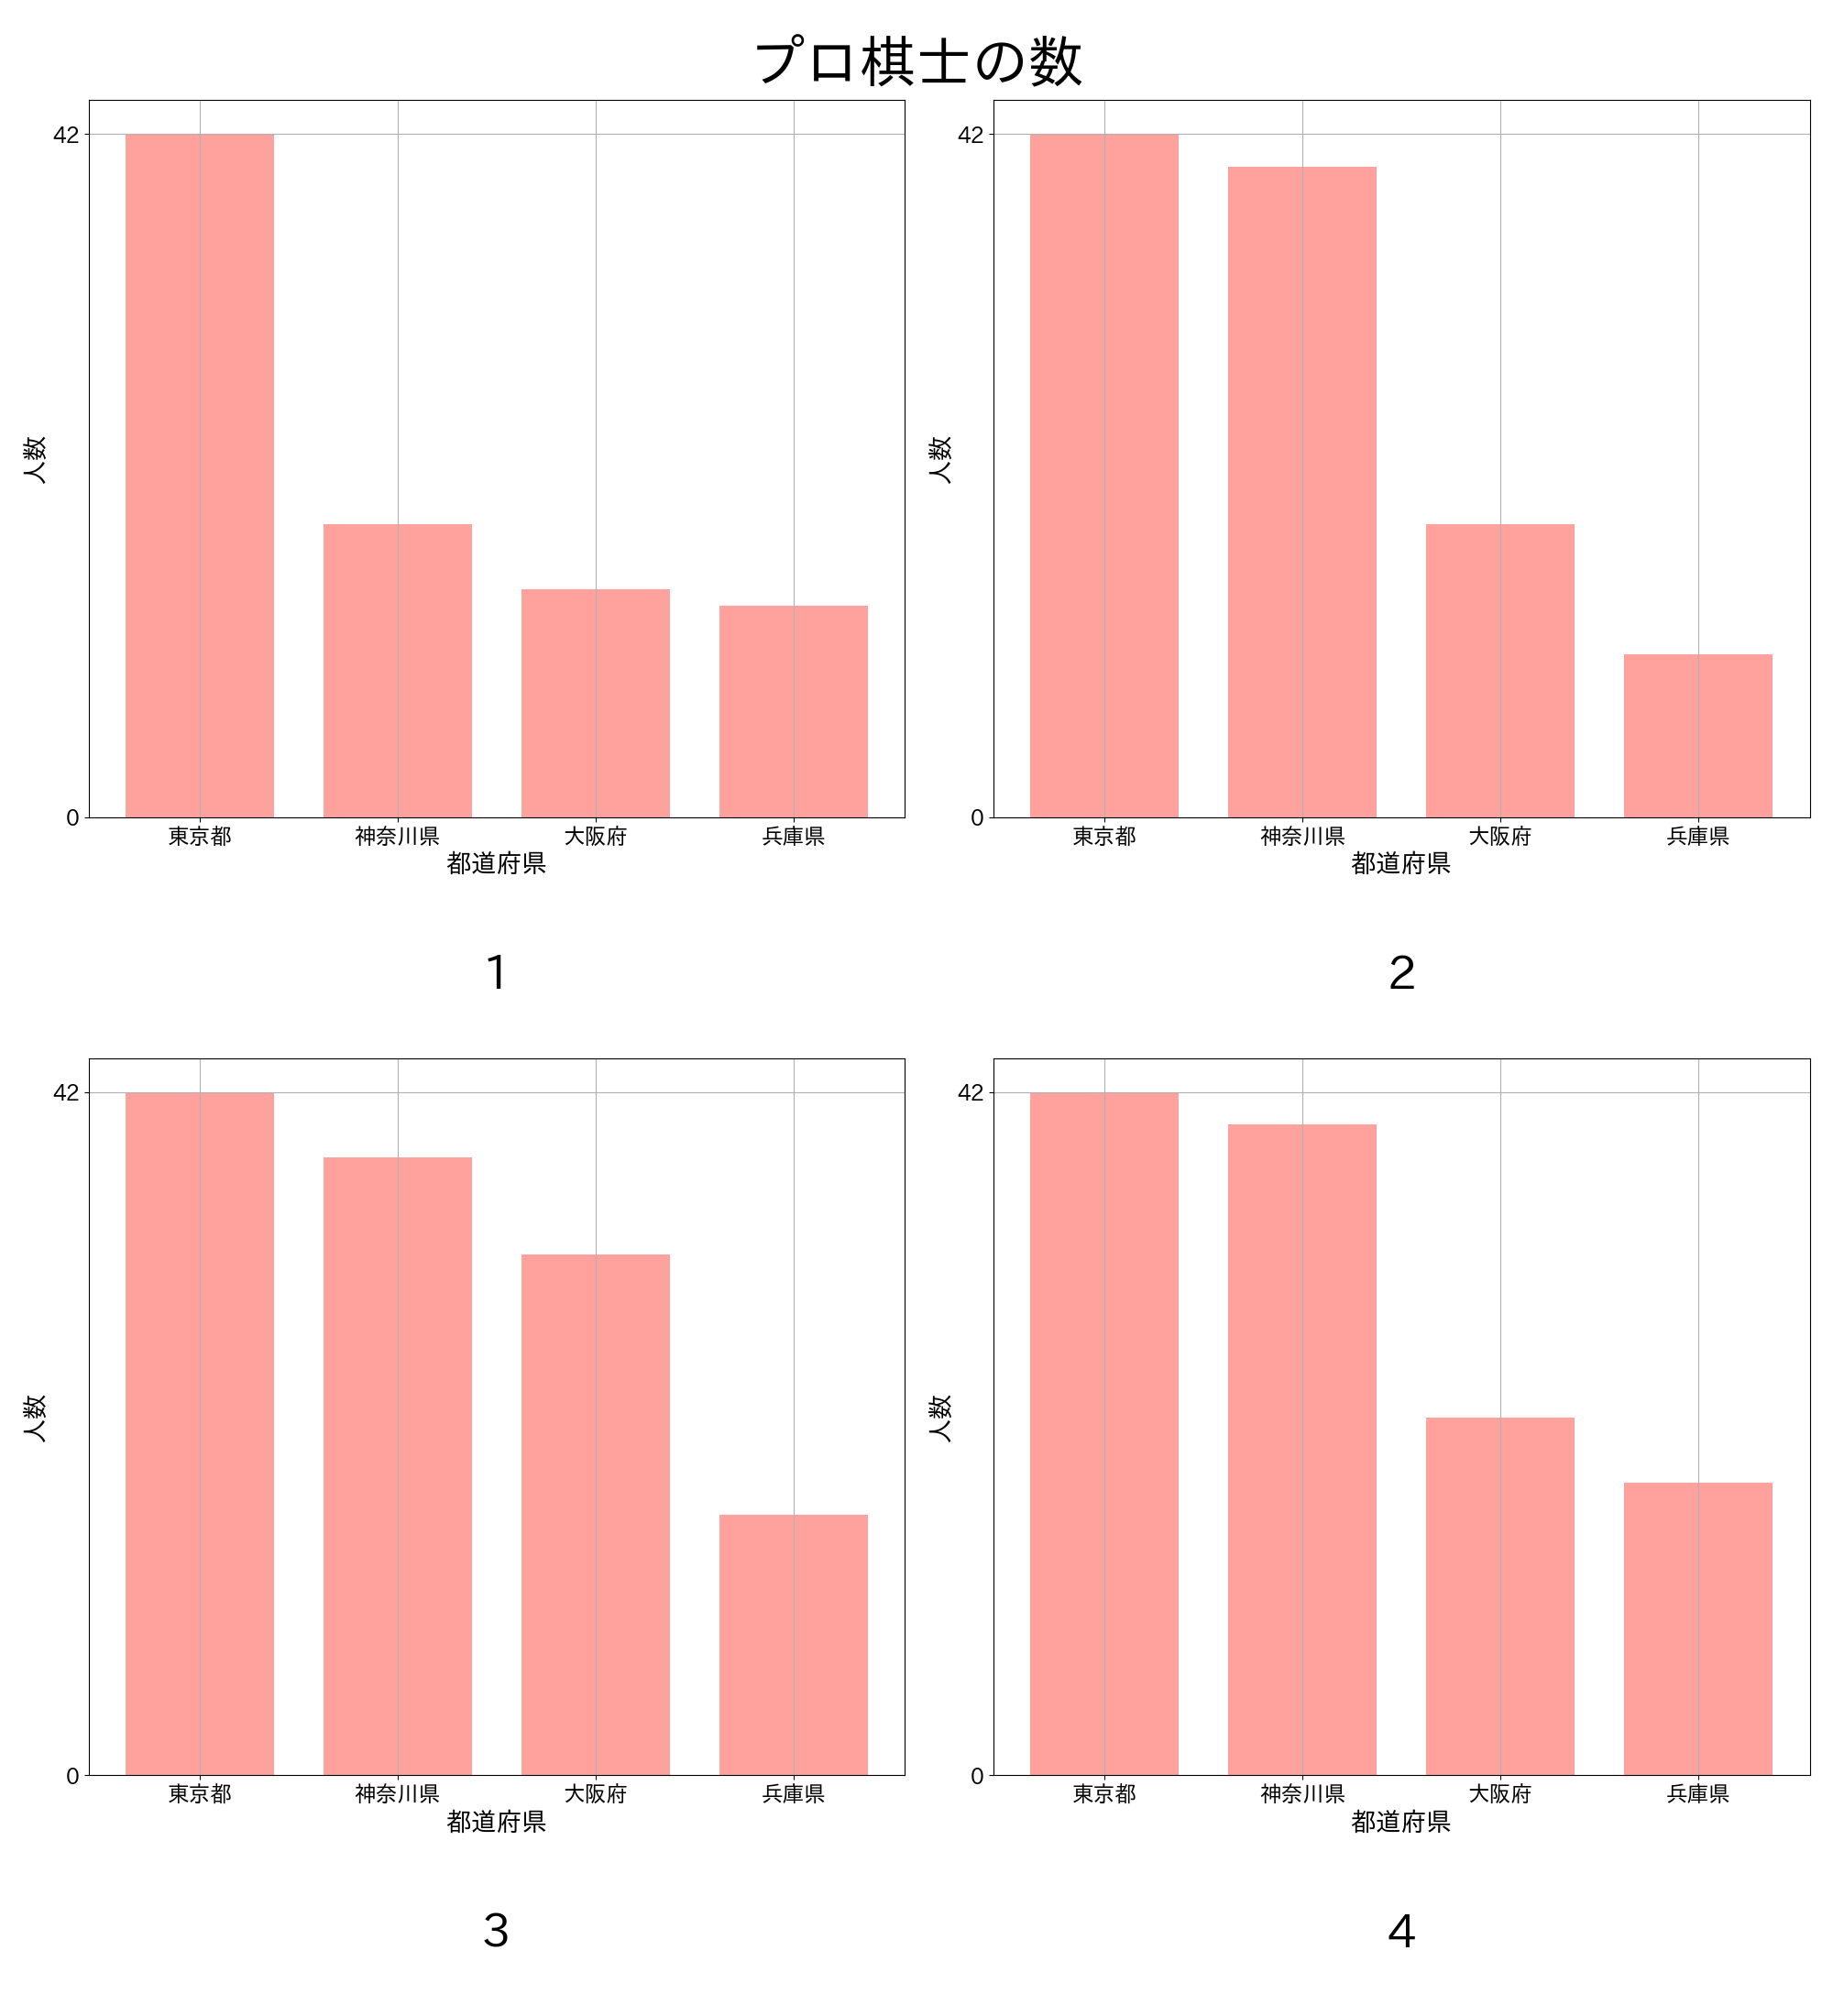 プロ棋士の数
42
人数
0
東京都 神奈川県 大阪府 兵庫県
都道府県
1
42
人数
0
東京都 神奈川県 大阪府 兵庫県
都道府県
2
42
人数
0
東京都 神奈川県 大阪府 兵庫県
都道府県
3
42
人数
0
東京都 神奈川県 大阪府 兵庫県
都道府県
4